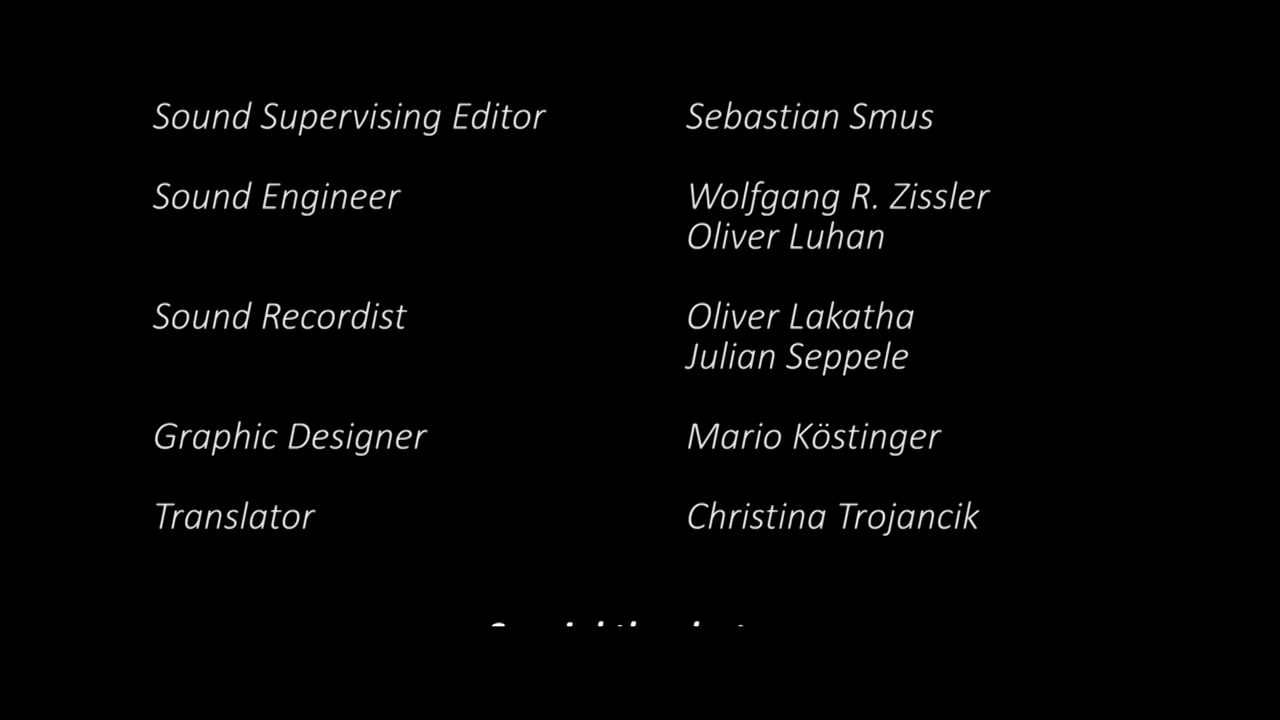 Sound Supervising Editor Sebastian Smus
Sound Engineer Wolfgang R. Zissler
Oliver Luhan
Sound Recordist Oliver Lakatha
Julian Seppele
Graphic Designer Mario Köstinger
Translator Christina Trojancik